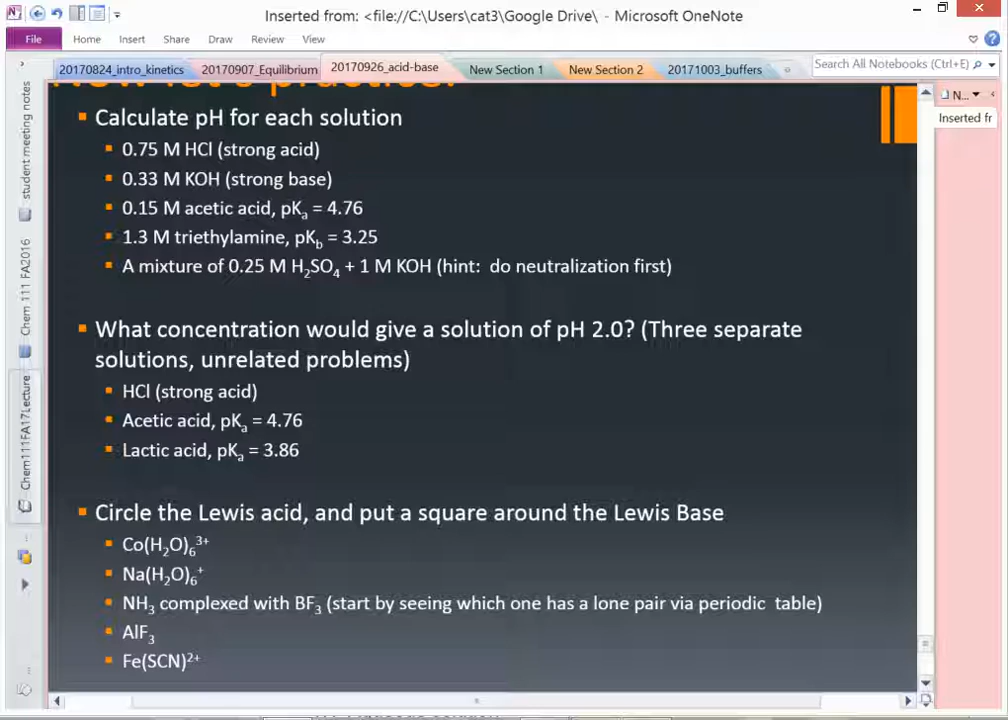 Inserted from: <file://C:\Users\cat3\Google Drive\ - Microsoft OneNote
File Home Insert Share Draw Review View
20170824_intro_kinetics 20170907_Equilibrium 20170926_acid-base New Section 1 New Section 2 20171003_buffers
Search All Notebooks (Ctrl+E)
N...
Inserted fr
student meeting notes
Chem 111 FA2016
Chem111FA17Lecture
Now let's practice!
Calculate pH for each solution
0.75 M HCl (strong acid)
0.33 M KOH (strong base)
0.15 M acetic acid, pKa = 4.76
1.3 M triethylamine, pKb = 3.25
A mixture of 0.25 M H2SO4 + 1 M KOH (hint: do neutralization first)
What concentration would give a solution of pH 2.0? (Three separate
solutions, unrelated problems)
HCl (strong acid)
Acetic acid, pKa = 4.76
Lactic acid, pKa = 3.86
Circle the Lewis acid, and put a square around the Lewis Base
Co(H2O)6 3+
Na(H2O)6 +
NH3 complexed with BF3 (start by seeing which one has a lone pair via periodic table)
AlF3
Fe(SCN)2+